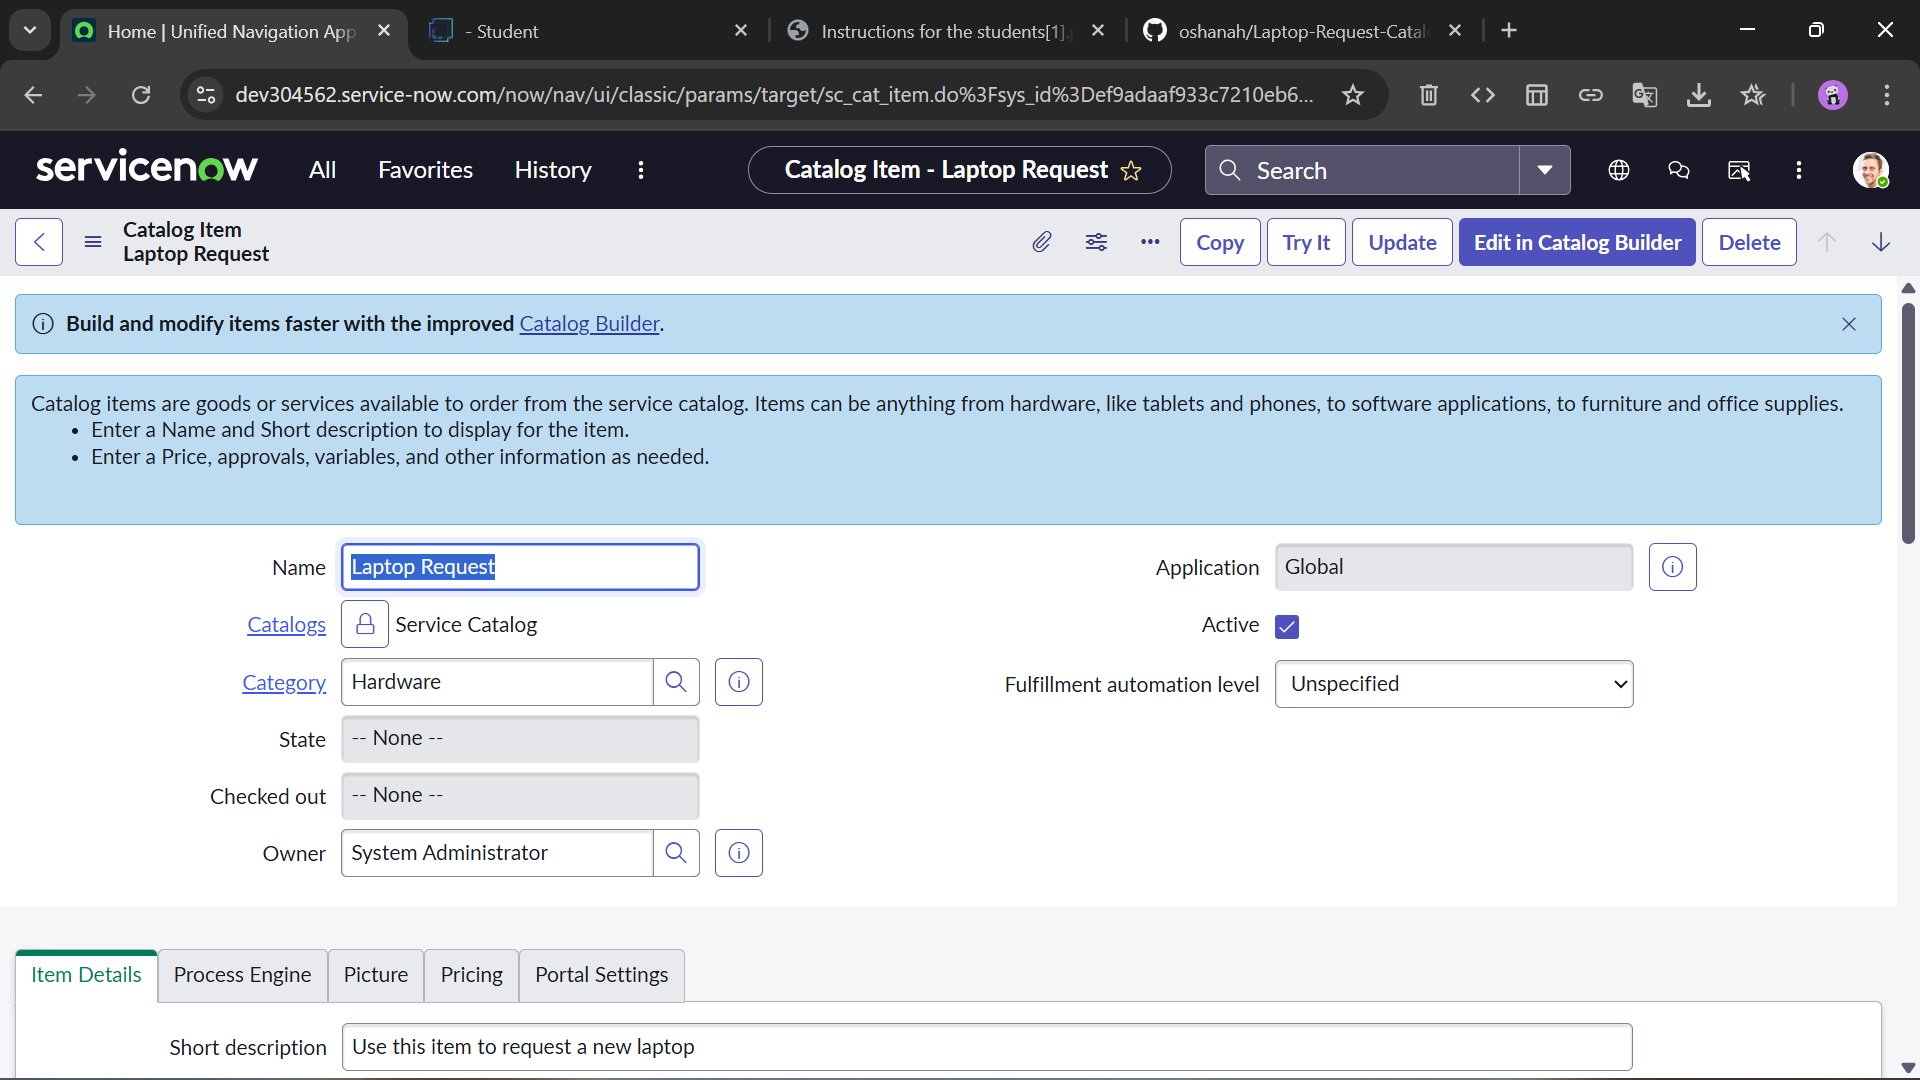 Home | Unified Navigation App
- Student
Instructions for the students[1].
oshanah/Laptop-Request-Catal
dev304562.service-now.com/now/nav/ui/classic/params/target/sc_cat_item.do%3Fsys_id%3Def9adaaf933c7210eb6...
servicenow
All
Favorites
History
Catalog Item - Laptop Request
Search
Catalog Item
Laptop Request
Copy
Try It
Update
Edit in Catalog Builder
Delete
Build and modify items faster with the improved Catalog Builder.
Catalog items are goods or services available to order from the service catalog. Items can be anything from hardware, like tablets and phones, to software applications, to furniture and office supplies.
• Enter a Name and Short description to display for the item.
• Enter a Price, approvals, variables, and other information as needed.
Name Laptop Request
Application Global
Catalogs Service Catalog
Active
Category Hardware
Fulfillment automation level Unspecified
State -- None --
Checked out -- None --
Owner System Administrator
Item Details
Process Engine
Picture
Pricing
Portal Settings
Short description Use this item to request a new laptop